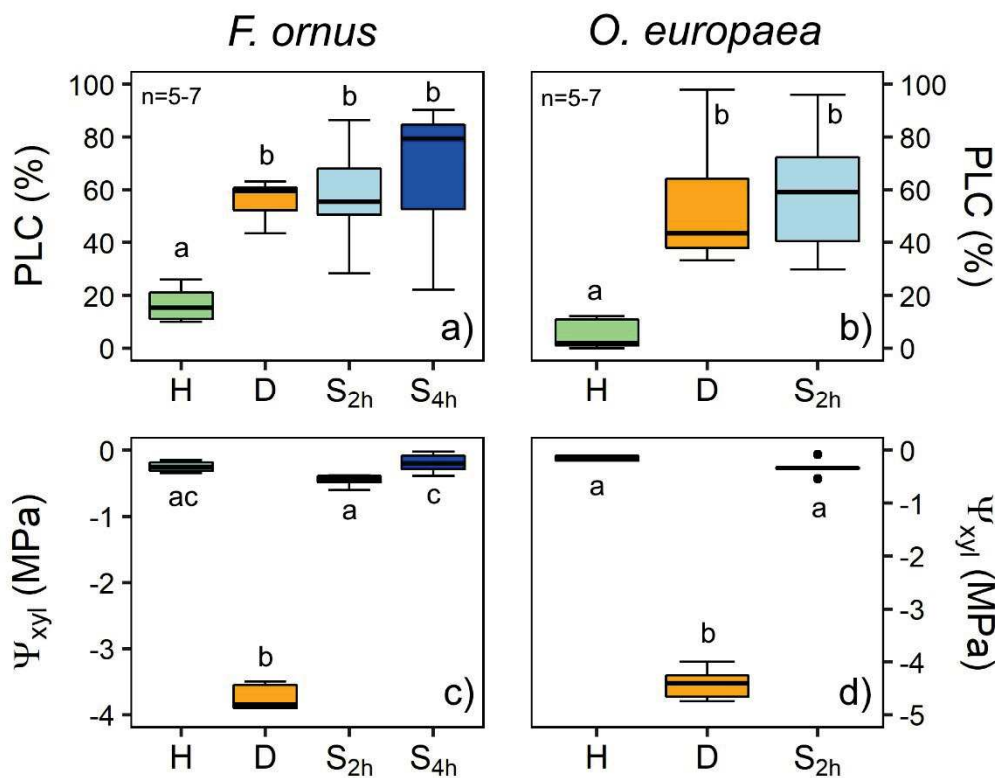 F. ornus
O. europaea
PLC (%)
100
80
60
40
20
0
n=5-7
a
b
b
b
a)
H D S2h S4h
n=5-7
a
b
b
b)
100
80
60
40
20
0
PLC (%)
H D S2h
Ψxyl (MPa)
0
-1
-2
-3
-4
ac
b
a
c
c)
H D S2h S4h
a
b
a
d)
0
-1
-2
-3
-4
-5
Ψxyl (MPa)
H D S2h